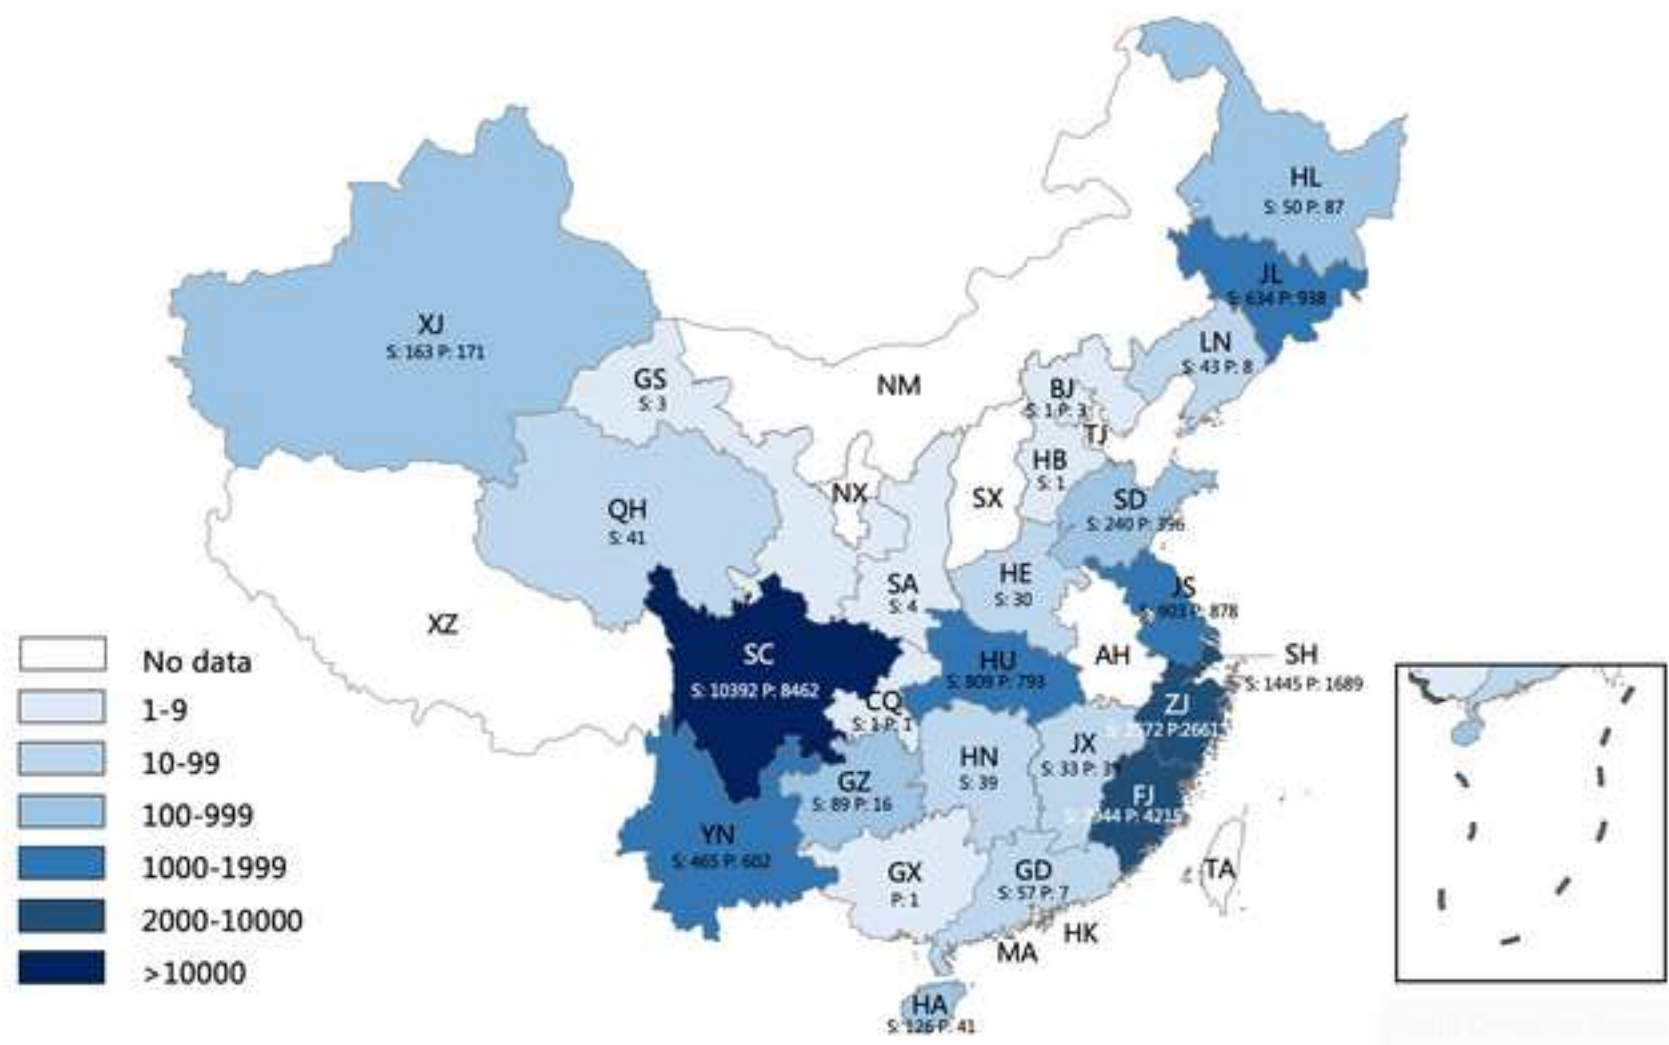 HL
S: 50 P: 87
JL
S: 634 P: 938
XJ
S: 163 P: 171
LN
S: 43 P: 8
GS
S: 3
NM
BJ
S: 1 P: 3
TJ
HB
S: 1
NX
SX
SD
S: 240 P: 396
QH
S: 41
HE
S: 30
SA
S: 4
JS
P: 878
XZ
SC
S: 10392 P: 8462
HU
S: 809 P: 793
AH
SH
S: 1445 P: 1689
CQ
S: 1 P: 1
ZJ
HN
S: 39
JX
S: 33 P:
GZ
S: 89 P: 16
FJ
P: 4215
YN
S: 465 P: 602
GX
P: 1
GD
S: 57 P: 7
TA
HK
MA
HA
S: 126 P: 41
No data
1-9
10-99
100-999
1000-1999
2000-10000
>10000